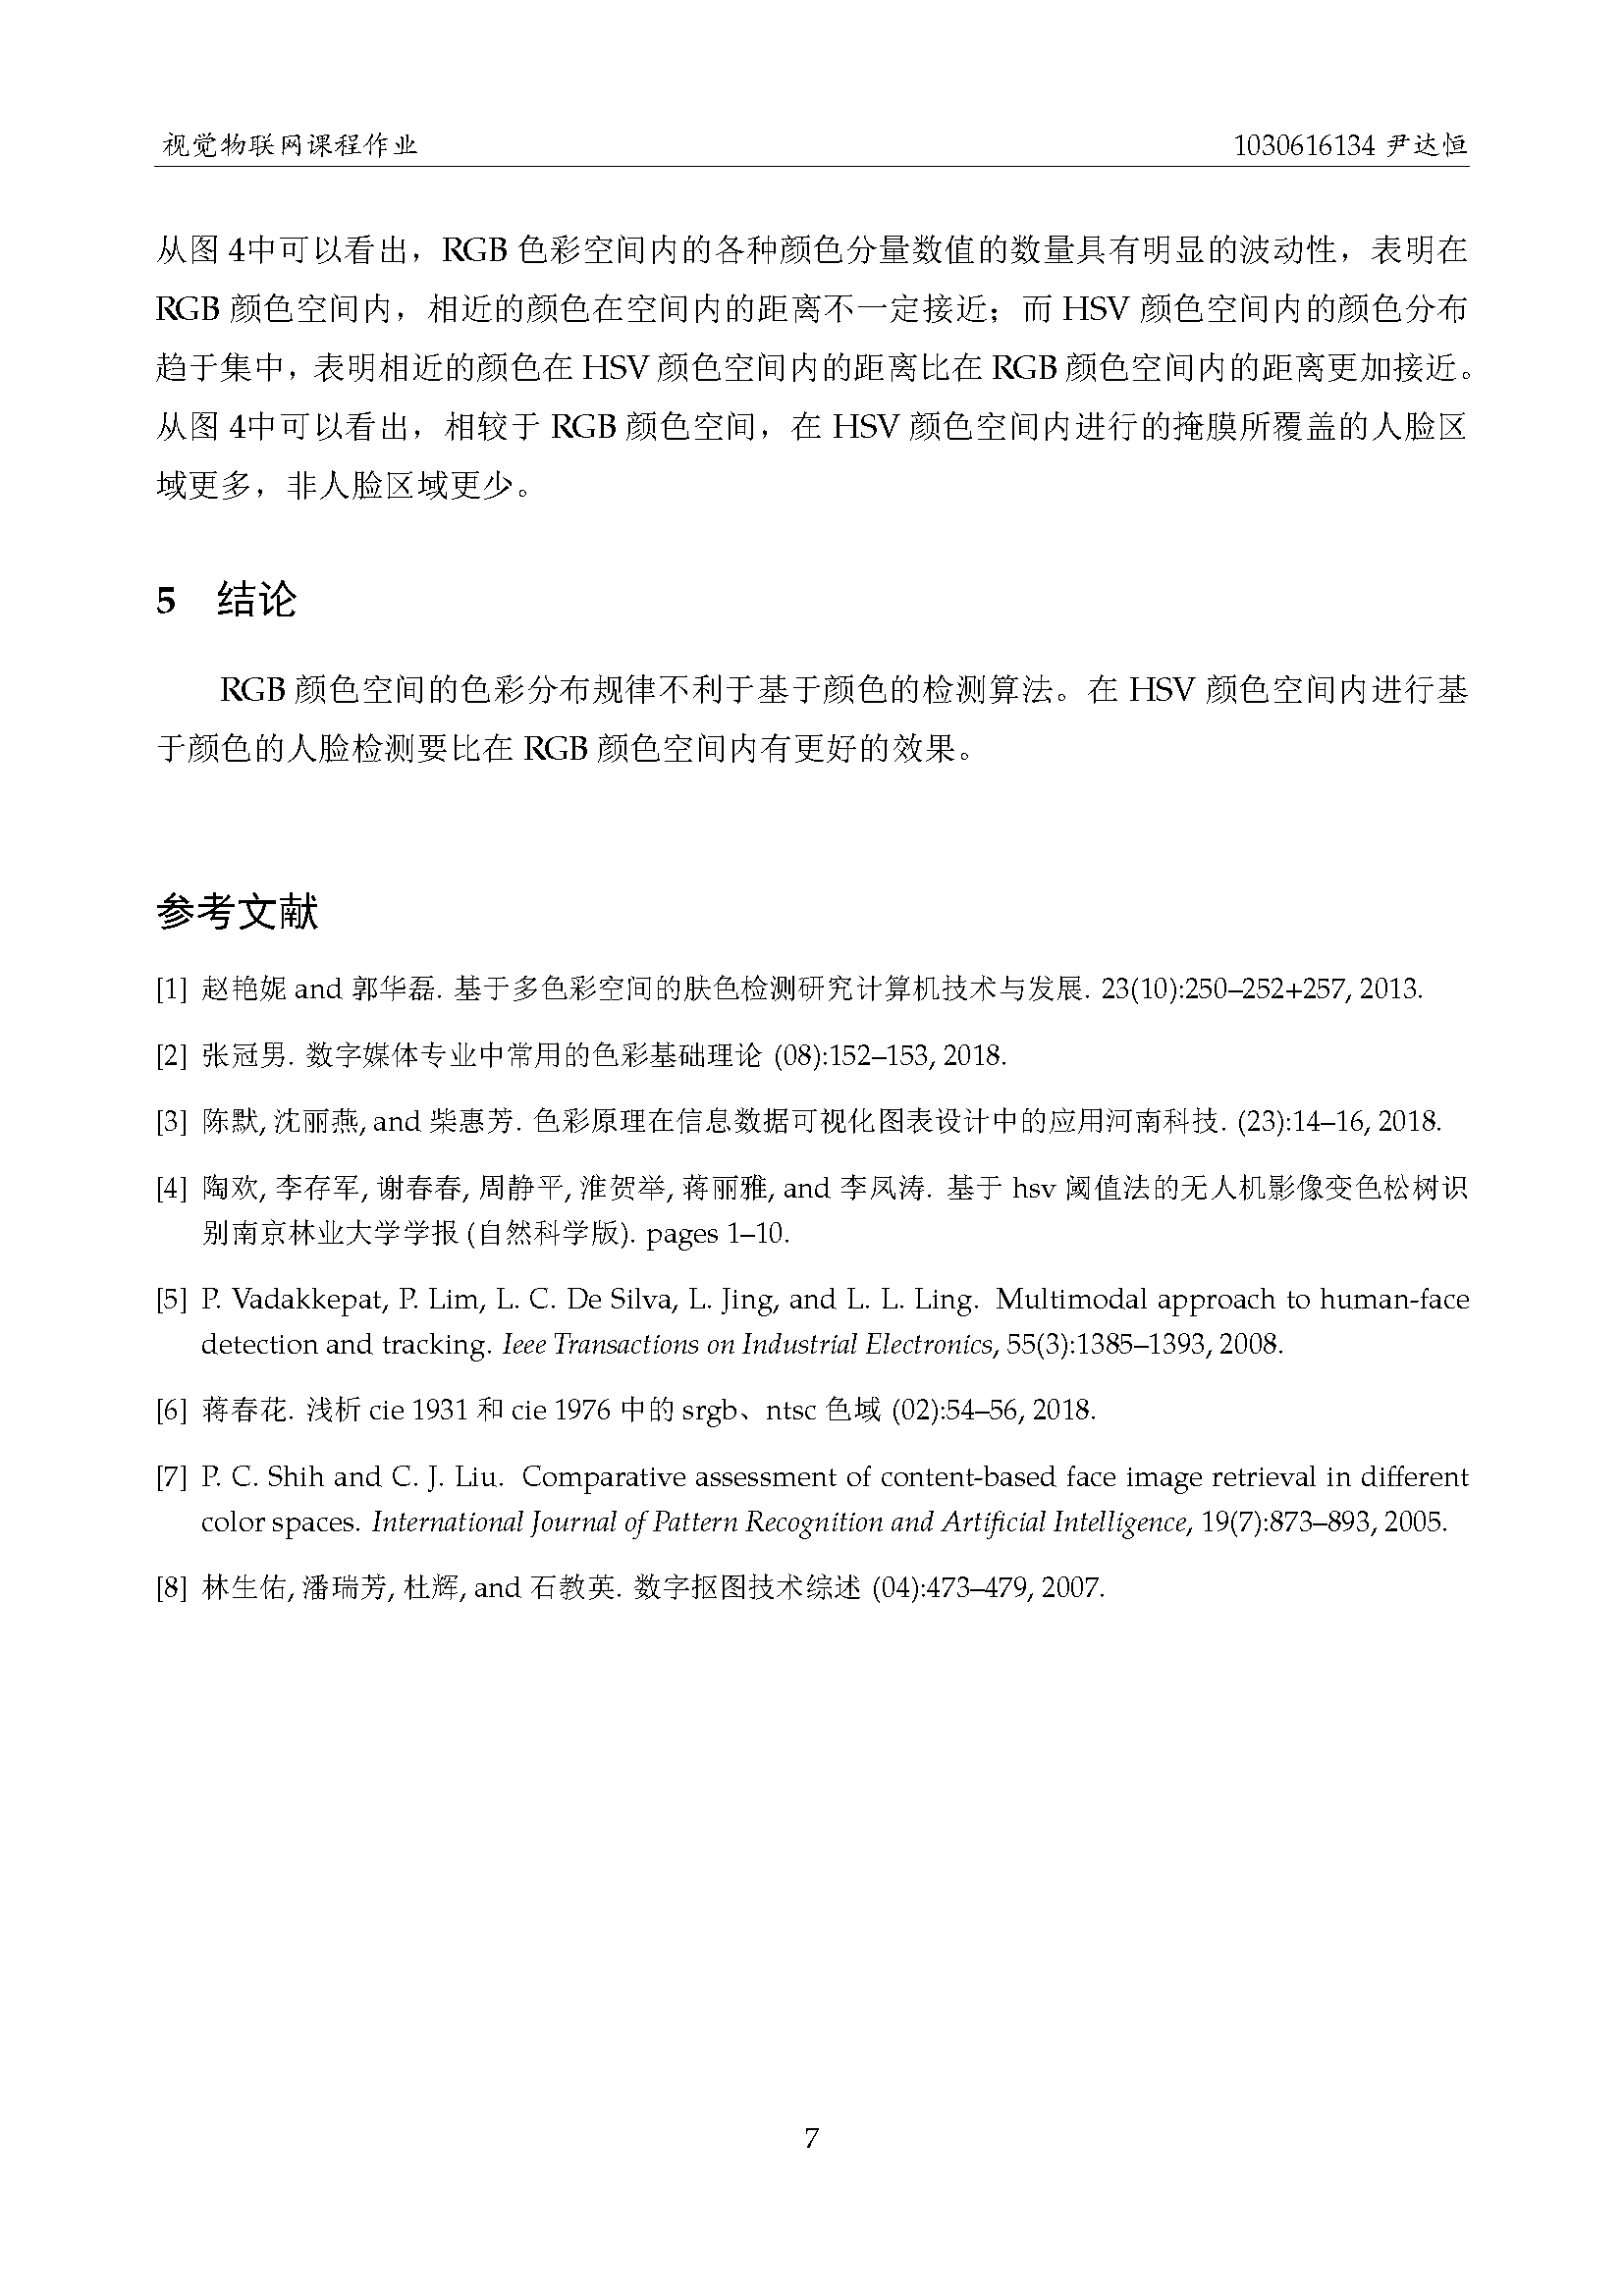 视觉物联网课程作业 1030616134 尹达恒
从图 4中可以看出，RGB 色彩空间内的各种颜色分量数值的数量具有明显的波动性，表明在
RGB 颜色空间内，相近的颜色在空间内的距离不一定接近；而 HSV 颜色空间内的颜色分布
趋于集中，表明相近的颜色在 HSV 颜色空间内的距离比在 RGB 颜色空间内的距离更加接近。
从图 4中可以看出，相较于 RGB 颜色空间，在 HSV 颜色空间内进行的掩膜所覆盖的人脸区
域更多，非人脸区域更少。
5 结论
RGB 颜色空间的色彩分布规律不利于基于颜色的检测算法。在 HSV 颜色空间内进行基
于颜色的人脸检测要比在 RGB 颜色空间内有更好的效果。
参考文献
[1] 赵艳妮 and 郭华磊. 基于多色彩空间的肤色检测研究计算机技术与发展. 23(10):250–252+257, 2013.
[2] 张冠男. 数字媒体专业中常用的色彩基础理论 (08):152–153, 2018.
[3] 陈默, 沈丽燕, and 柴惠芳. 色彩原理在信息数据可视化图表设计中的应用河南科技. (23):14–16, 2018.
[4] 陶欢, 李存军, 谢春春, 周静平, 淮贺举, 蒋丽雅, and 李凤涛. 基于 hsv 阈值法的无人机影像变色松树识
别南京林业大学学报 (自然科学版). pages 1–10.
[5] P. Vadakkepat, P. Lim, L. C. De Silva, L. Jing, and L. L. Ling. Multimodal approach to human-face
detection and tracking. Ieee Transactions on Industrial Electronics, 55(3):1385–1393, 2008.
[6] 蒋春花. 浅析 cie 1931 和 cie 1976 中的 srgb、ntsc 色域 (02):54–56, 2018.
[7] P. C. Shih and C. J. Liu. Comparative assessment of content-based face image retrieval in different
color spaces. International Journal of Pattern Recognition and Artificial Intelligence, 19(7):873–893, 2005.
[8] 林生佑, 潘瑞芳, 杜辉, and 石教英. 数字抠图技术综述 (04):473–479, 2007.
7